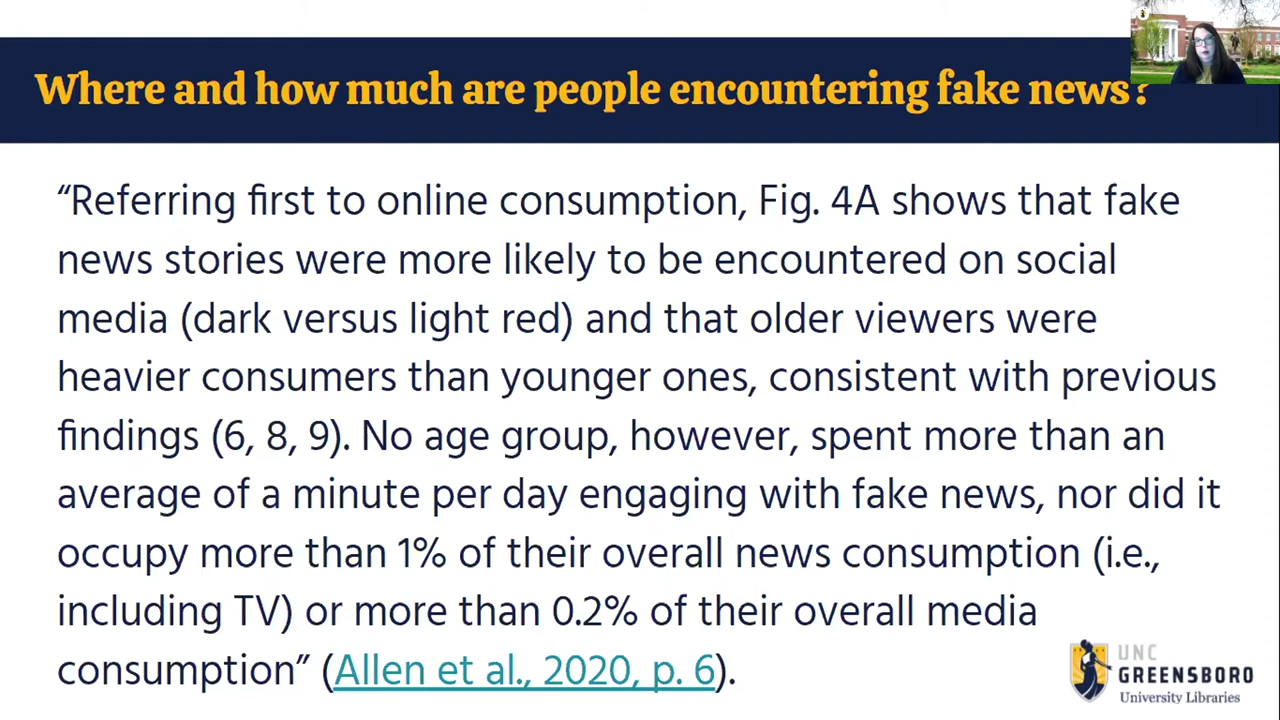 Where and how much are people encountering fake news?
“Referring first to online consumption, Fig. 4A shows that fake
news stories were more likely to be encountered on social
media (dark versus light red) and that older viewers were
heavier consumers than younger ones, consistent with previous
findings (6, 8, 9). No age group, however, spent more than an
average of a minute per day engaging with fake news, nor did it
occupy more than 1% of their overall news consumption (i.e.,
including TV) or more than 0.2% of their overall media
consumption” (Allen et al., 2020, p. 6).
UNC
GREENSBORO
University Libraries